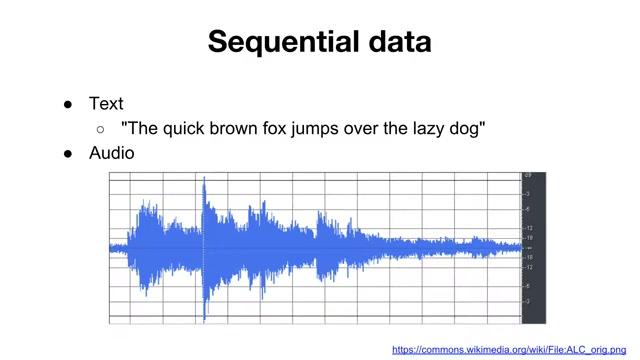 Sequential data
● Text
○ "The quick brown fox jumps over the lazy dog"
● Audio
-3
-6
-12
-18
-∞
-18
-12
-6
-3
https://commons.wikimedia.org/wiki/File:ALC_orig.png